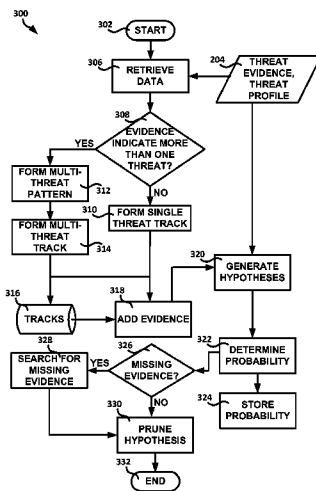 300
302
START
306
RETRIEVE
DATA
204
THREAT
EVIDENCE,
THREAT
PROFILE
308
EVIDENCE
INDICATE MORE
THAN ONE
THREAT?
YES
NO
FORM MULTI-
THREAT
PATTERN
312
310
FORM SINGLE
THREAT TRACK
FORM MULTI-
THREAT
TRACK
314
320
GENERATE
HYPOTHESES
316
TRACKS
318
ADD EVIDENCE
322
DETERMINE
PROBABILITY
326
MISSING
EVIDENCE?
YES
NO
328
SEARCH FOR
MISSING
EVIDENCE
324
STORE
PROBABILITY
330
PRUNE
HYPOTHESIS
332
END